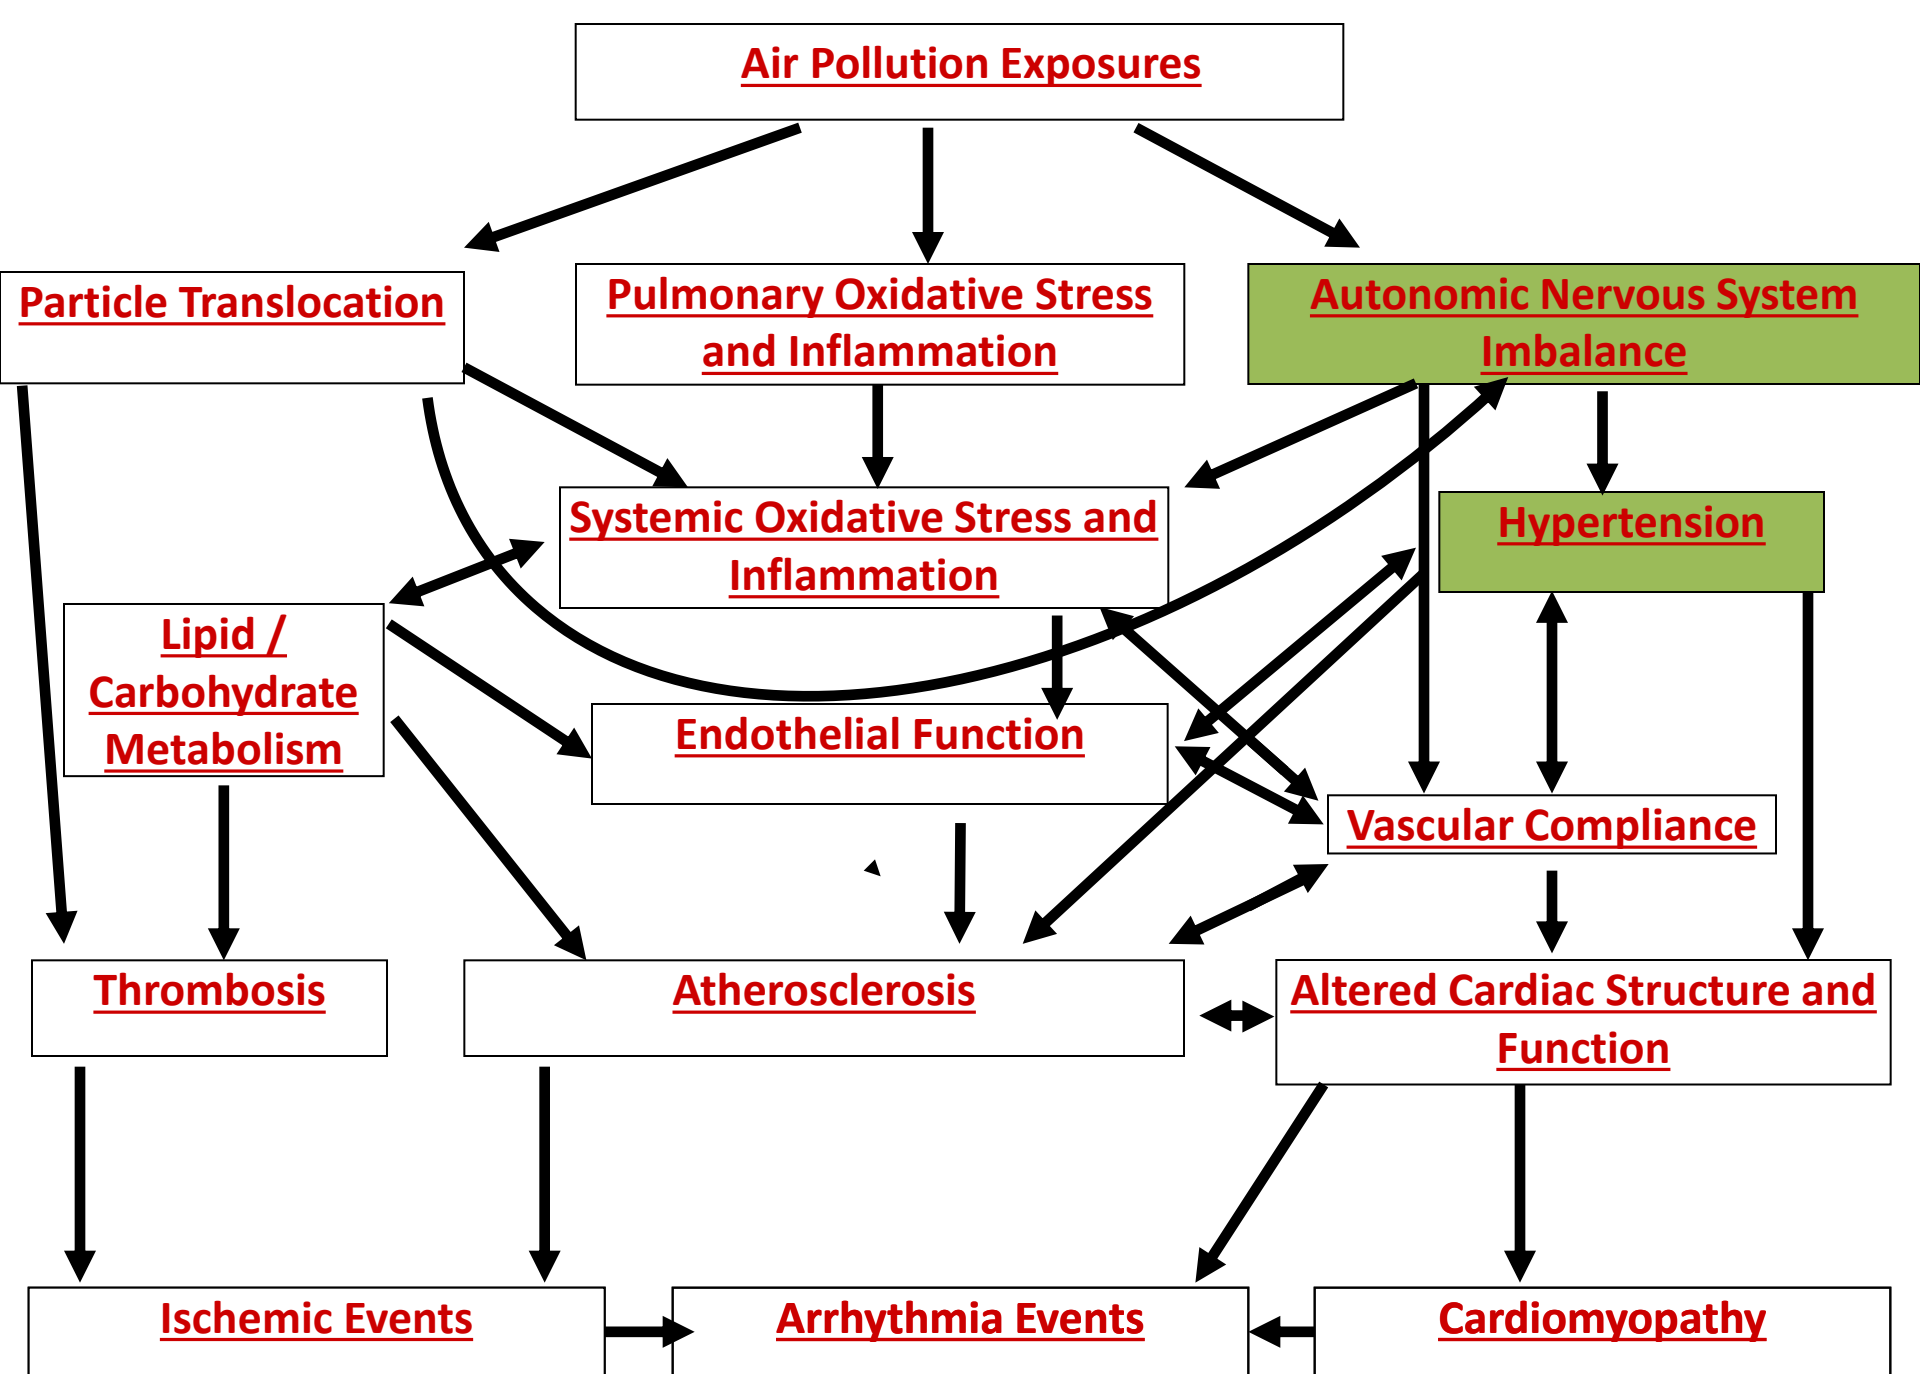 Air Pollution Exposures
Particle Translocation
Pulmonary Oxidative Stress
and Inflammation
Autonomic Nervous System
Imbalance
Systemic Oxidative Stress and
Inflammation
Hypertension
Lipid /
Carbohydrate
Metabolism
Endothelial Function
Vascular Compliance
Thrombosis
Atherosclerosis
Altered Cardiac Structure and
Function
Ischemic Events
Arrhythmia Events
Cardiomyopathy